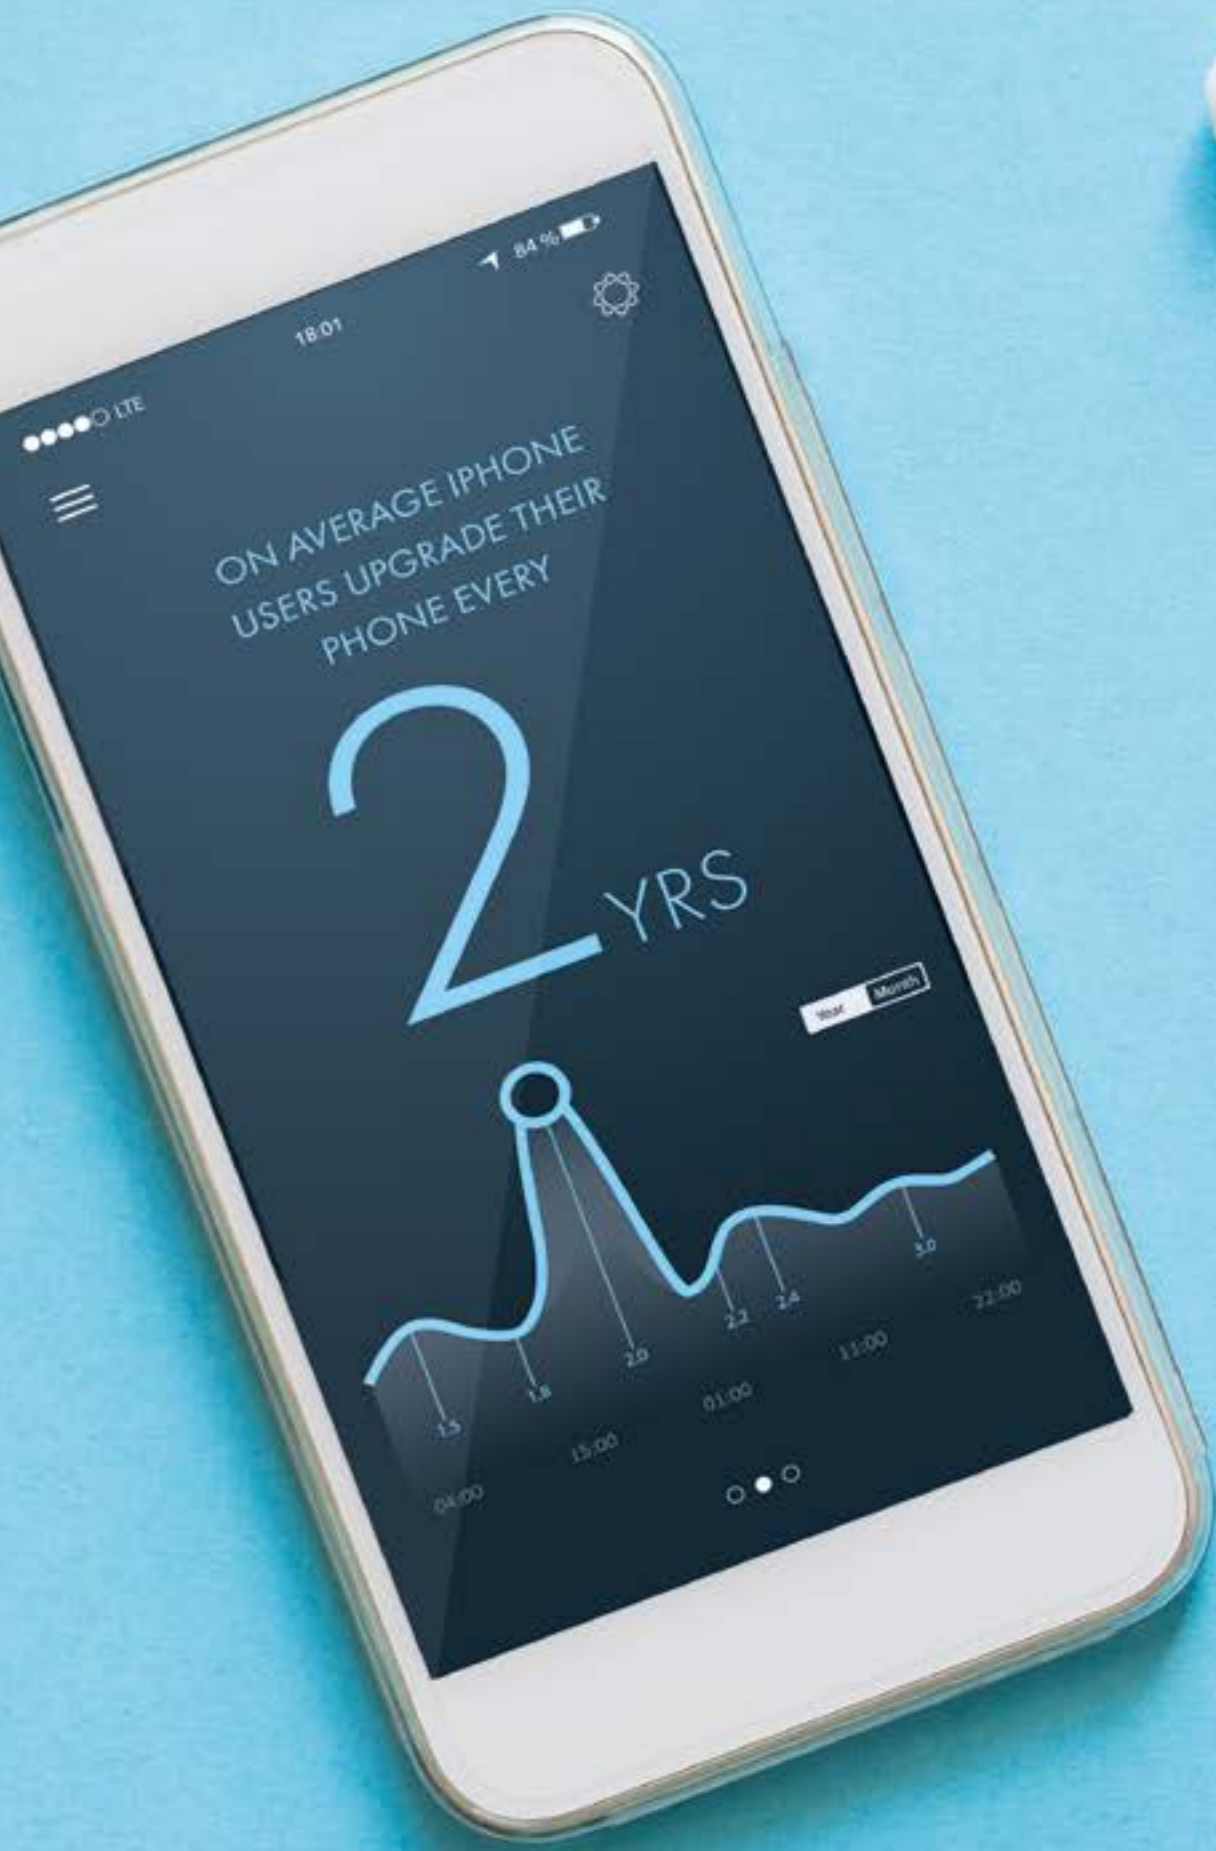 LTE
18:01
84 %
ON AVERAGE IPHONE
USERS UPGRADE THEIR
PHONE EVERY
2 YRS
Year Month
1.5 1.8 2.0 2.2 2.4 3.0
04:00 15:00 01:00 11:00 22:00